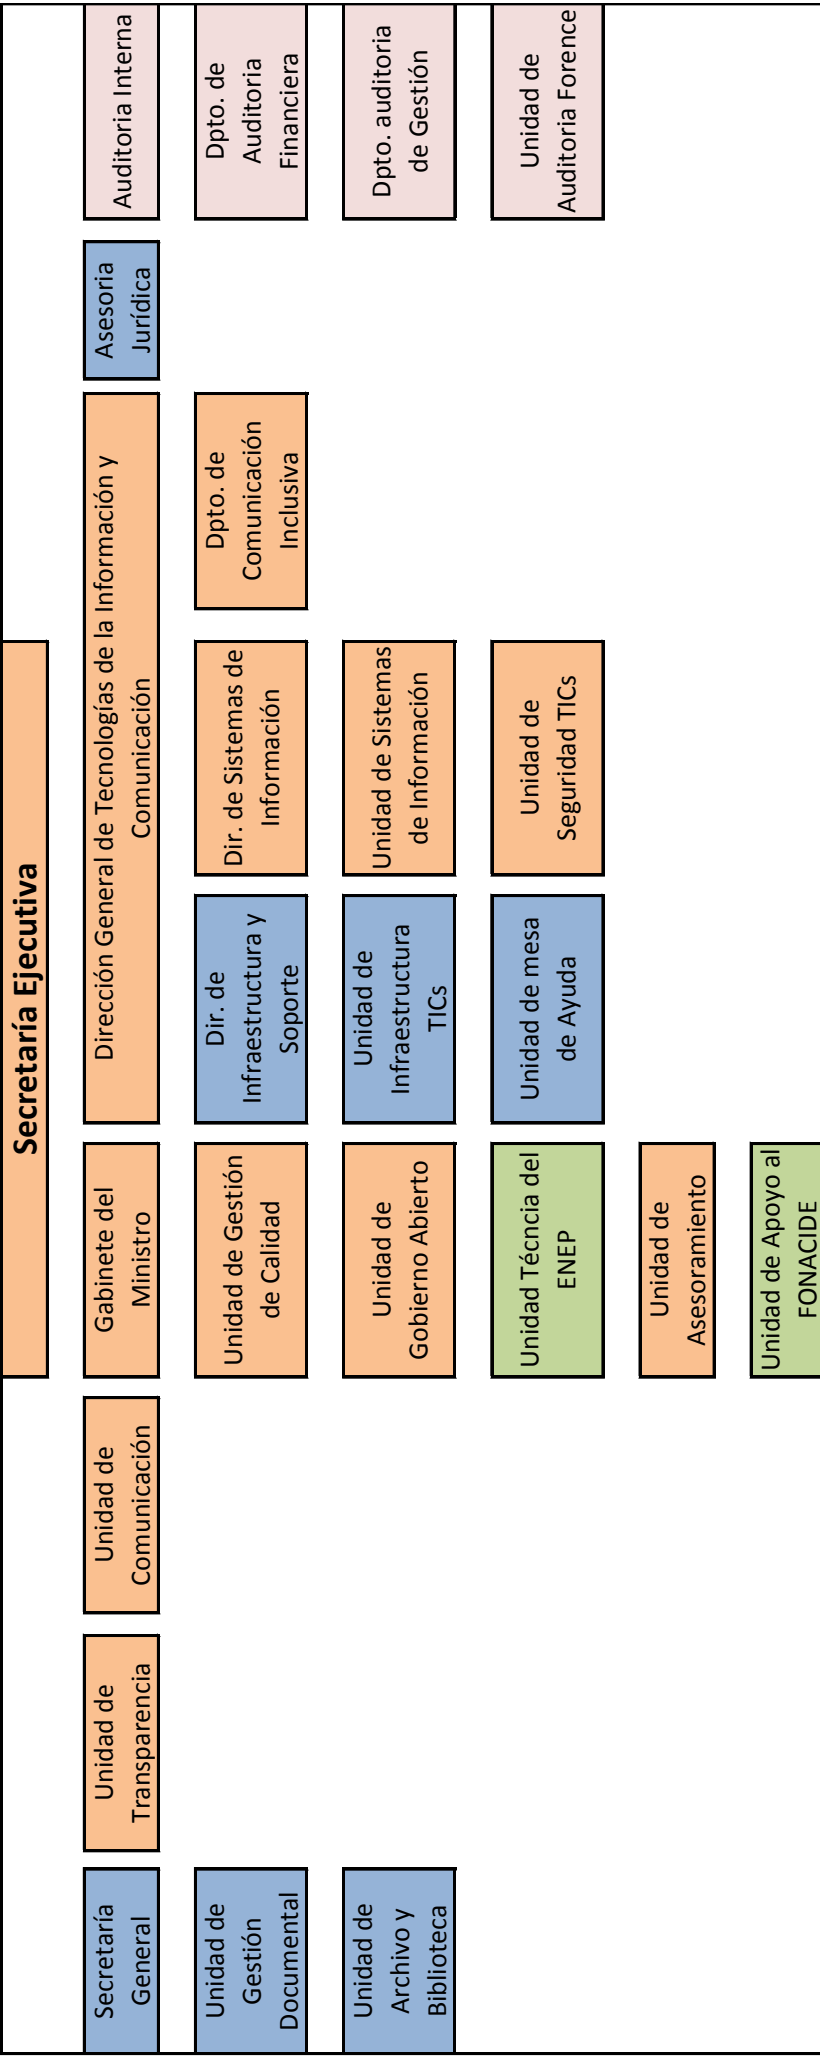 Secretaría Ejecutiva
Secretaría
General
Unidad de
Transparencia
Unidad de
Comunicación
Gabinete del
Ministro
Dirección General de Tecnologías de la Información y
Comunicación
Asesoria
Jurídica
Auditoria Interna
Unidad de
Gestión
Documental
Unidad de Gestión
de Calidad
Dir. de
Infraestructura y
Soporte
Dir. de Sistemas de
Información
Dpto. de
Comunicación
Inclusiva
Dpto. de
Auditoria
Financiera
Unidad de
Archivo y
Biblioteca
Unidad de
Gobierno Abierto
Unidad de
Infraestructura
TICs
Unidad de Sistemas
de Información
Dpto. auditoria
de Gestión
Unidad Técncia del
ENEP
Unidad de mesa
de Ayuda
Unidad de
Seguridad TICs
Unidad de
Auditoria Forence
Unidad de
Asesoramiento
Unidad de Apoyo al
FONACIDE